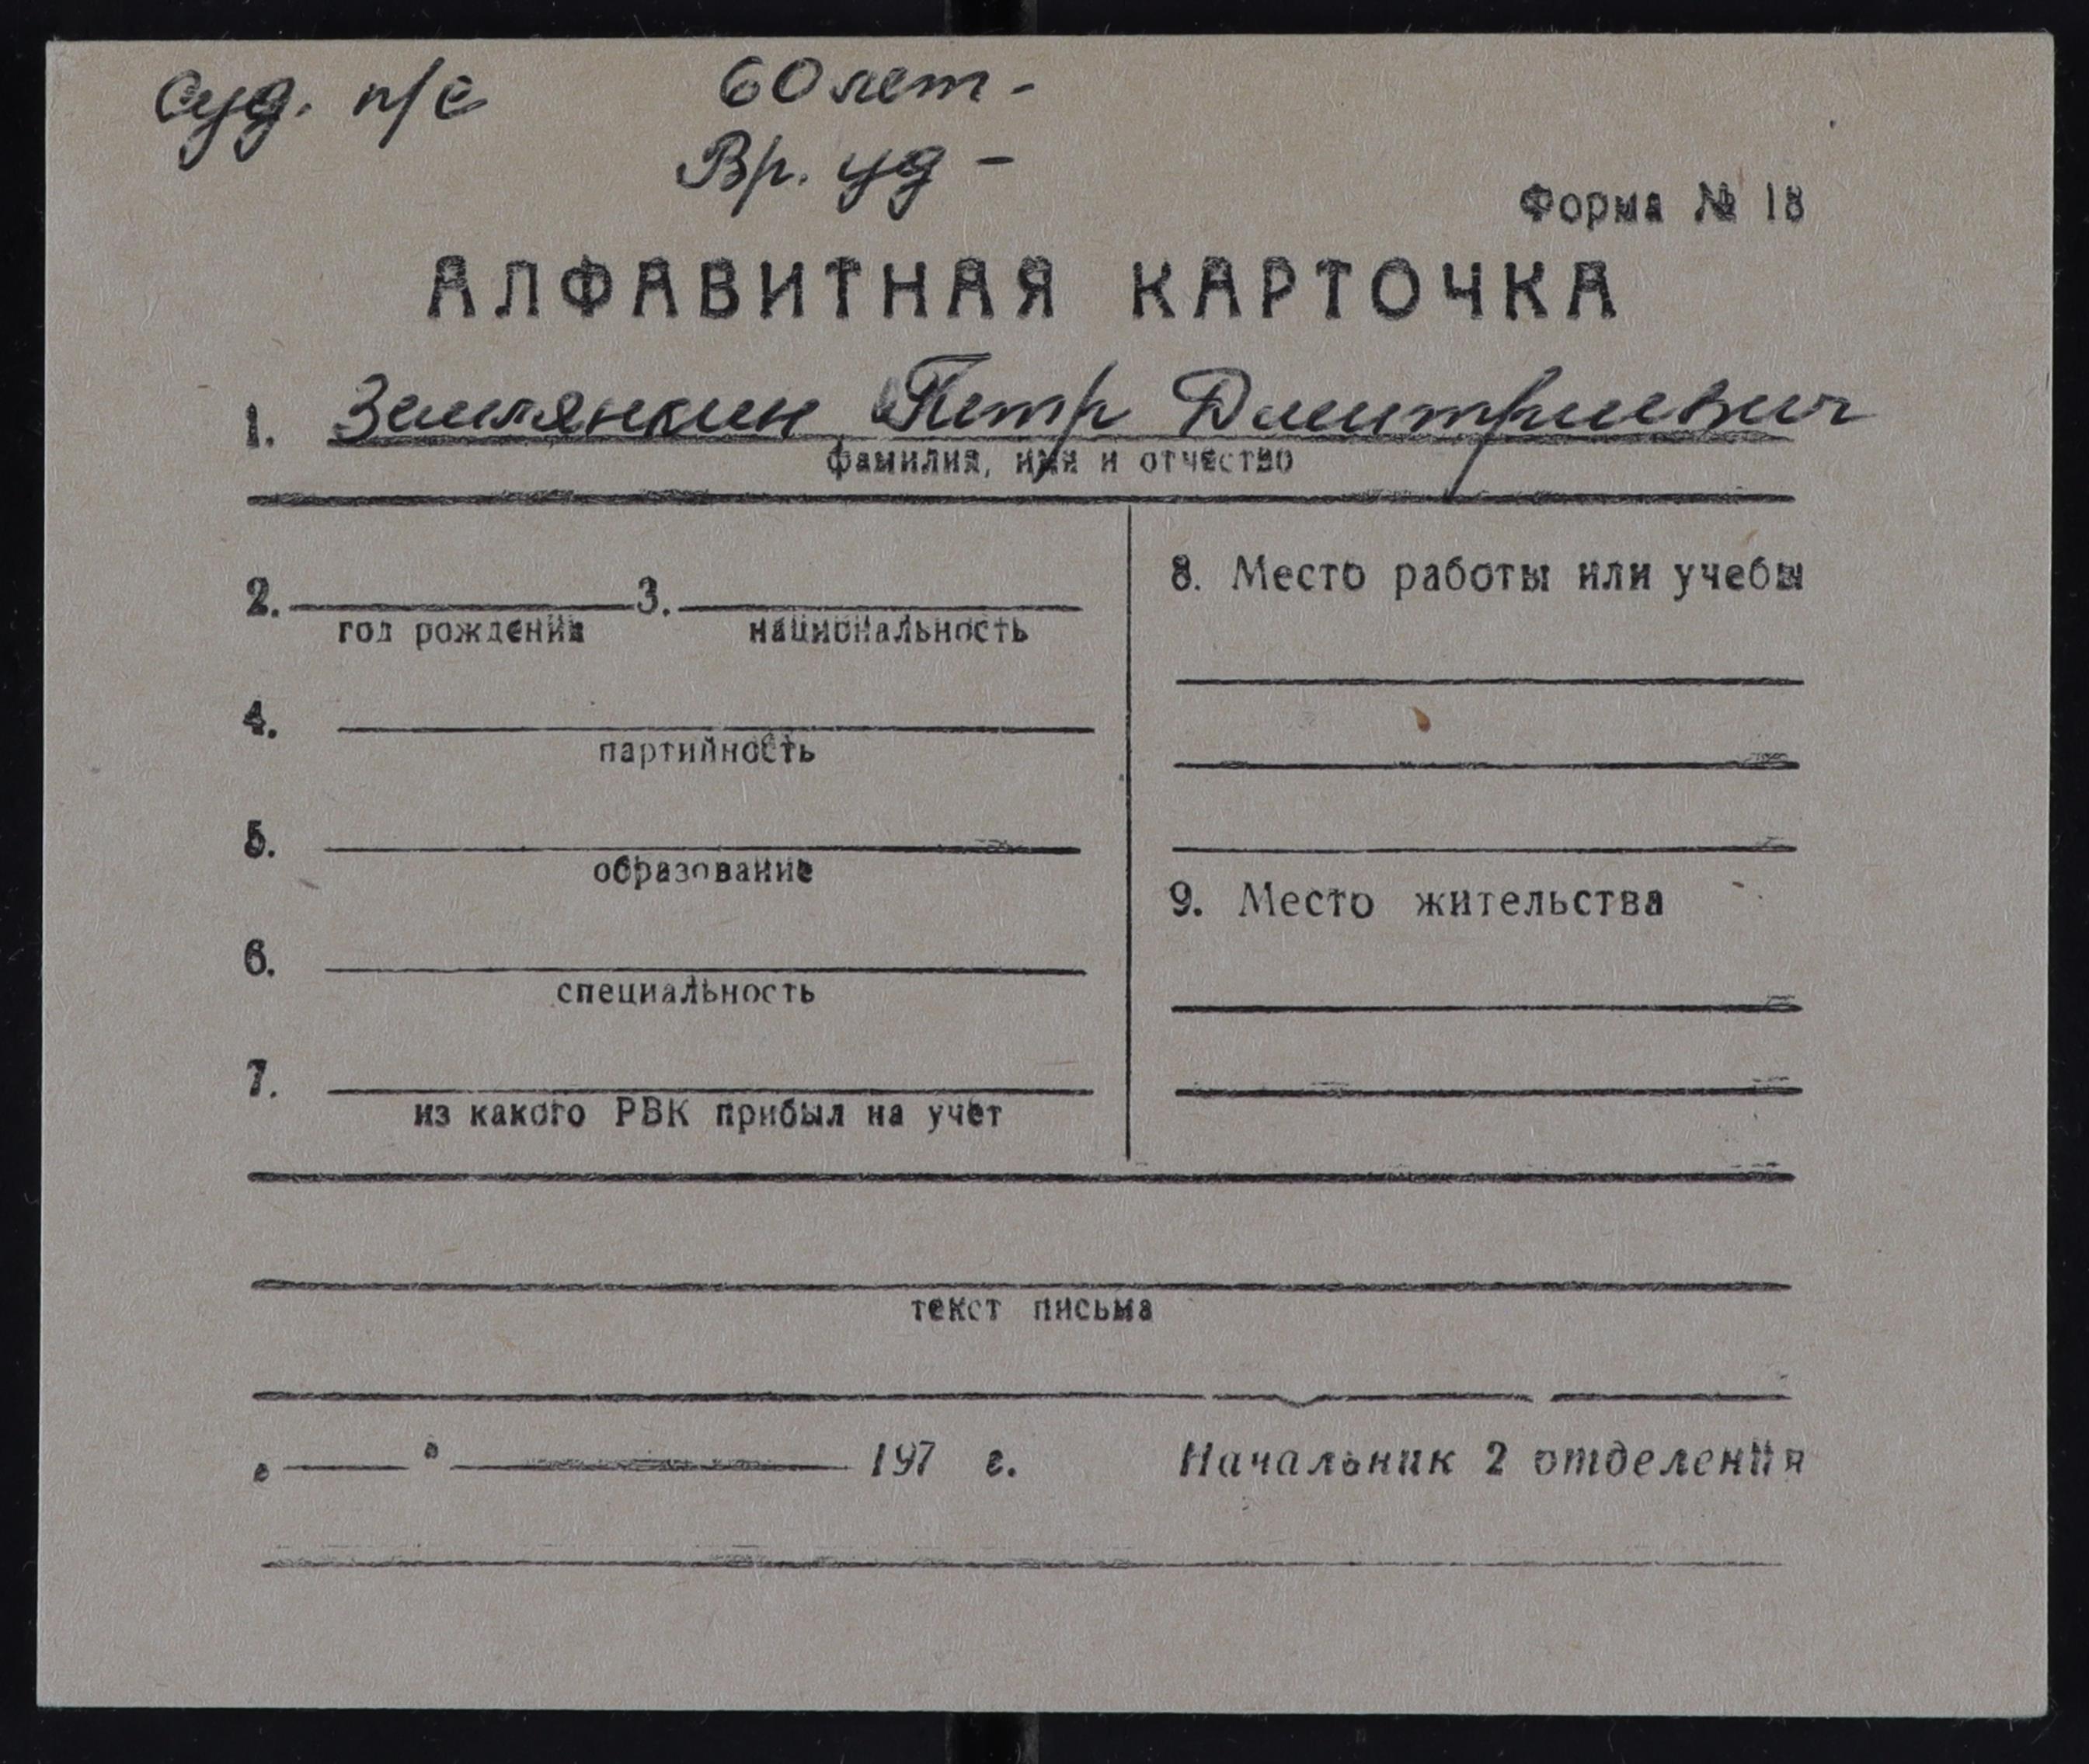 Суд. п/с 60 лет -
Вр. уд -
Форма № 18
АЛФАВИТНАЯ КАРТОЧКА
1. Землянкин Петр Дмитриевич
фамилия, имя и отчество
2. 3.
год рождения национальность
4.
партийность
5.
образование
6.
специальность
7.
из какого РВК прибыл на учет
8. Место работы или учебы
9. Место жительства
текст письма
197 г. Начальник 2 отделения